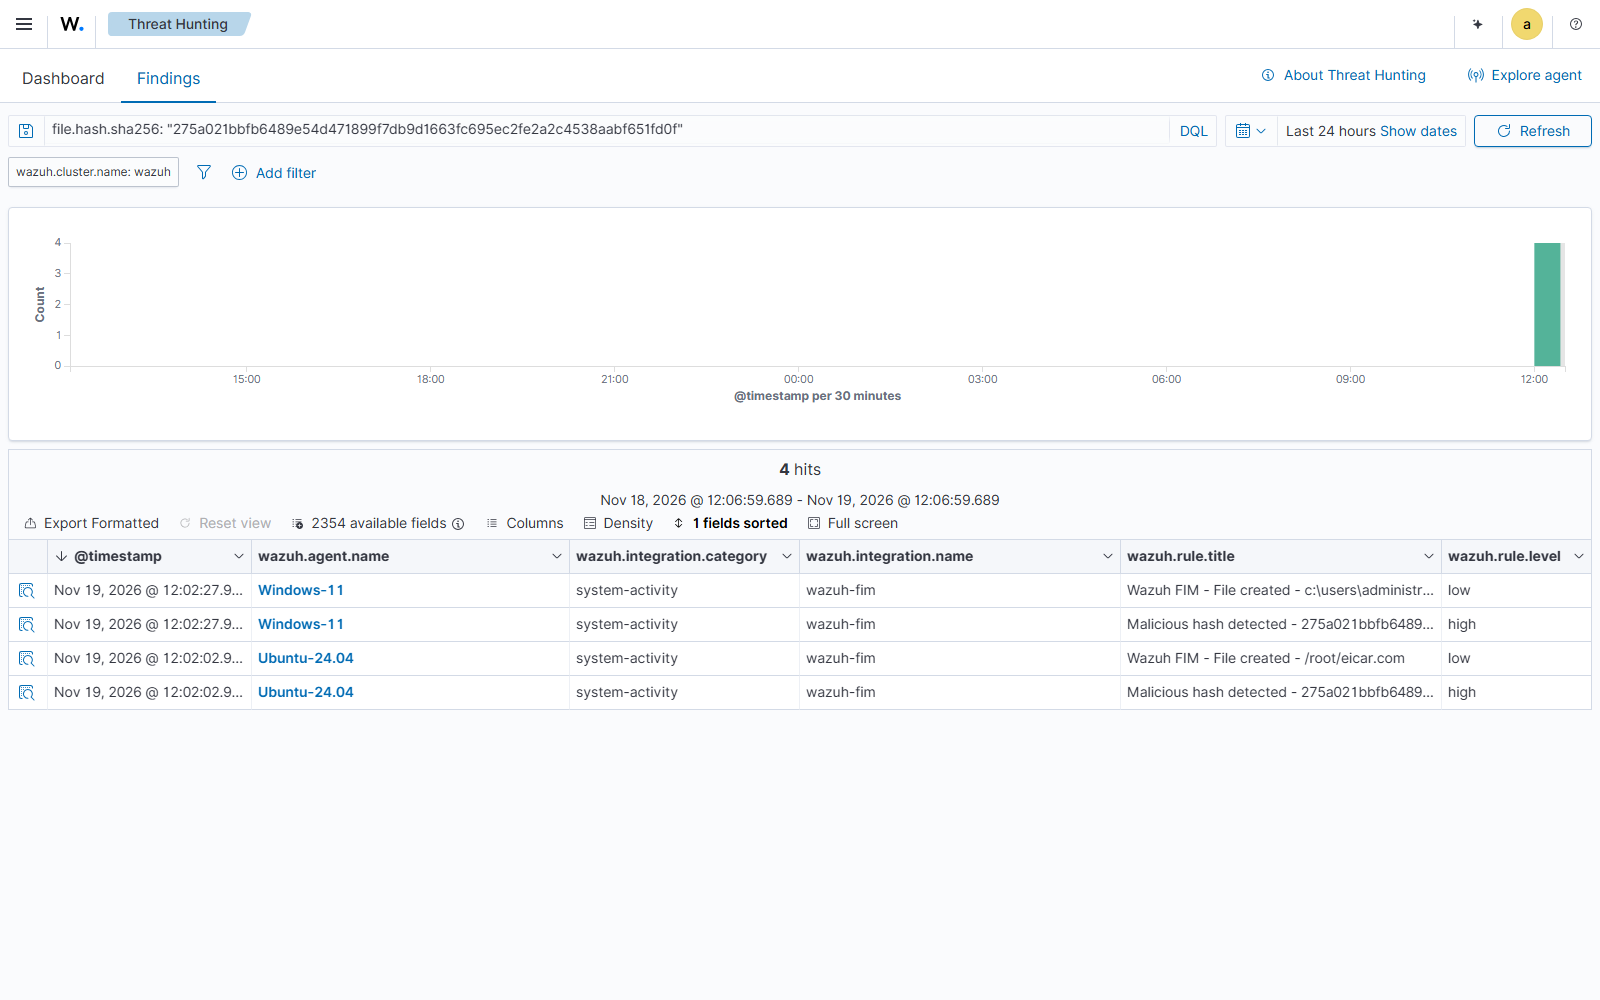 W.
Threat Hunting
a
Dashboard
Findings
About Threat Hunting
Explore agent
file.hash.sha256: "275a021bbfb6489e54d471899f7db9d1663fc695ec2fe2a2c4538aabf651fd0f"
DQL
Last 24 hours Show dates
Refresh
wazuh.cluster.name: wazuh
Add filter
4
3
2
1
0
Count
15:00 18:00 21:00 00:00 03:00 06:00 09:00 12:00
@timestamp per 30 minutes
4 hits
Nov 18, 2026 @ 12:06:59.689 - Nov 19, 2026 @ 12:06:59.689
Export Formatted Reset view 2354 available fields Columns Density 1 fields sorted Full screen
@timestamp wazuh.agent.name wazuh.integration.category wazuh.integration.name wazuh.rule.title wazuh.rule.level
Nov 19, 2026 @ 12:02:27.9... Windows-11 system-activity wazuh-fim Wazuh FIM - File created - c:\users\administr... low
Nov 19, 2026 @ 12:02:27.9... Windows-11 system-activity wazuh-fim Malicious hash detected - 275a021bbfb6489... high
Nov 19, 2026 @ 12:02:02.9... Ubuntu-24.04 system-activity wazuh-fim Wazuh FIM - File created - /root/eicar.com low
Nov 19, 2026 @ 12:02:02.9... Ubuntu-24.04 system-activity wazuh-fim Malicious hash detected - 275a021bbfb6489... high